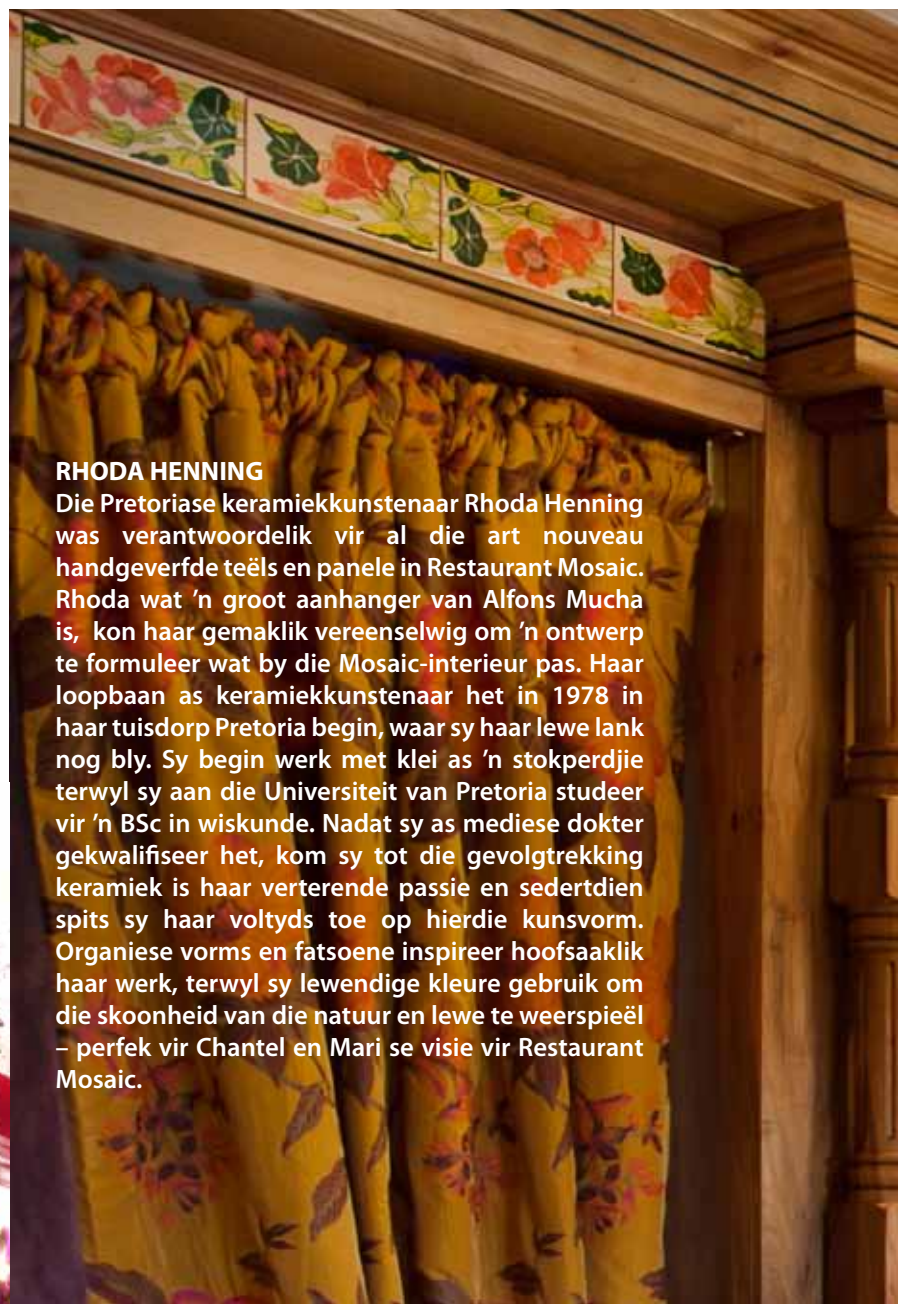 RHODA HENNING
Die Pretoriase keramiekkunstenaar Rhoda Henning
was verantwoordelik vir al die art nouveau
handgeverfde teëls en panele in Restaurant Mosaic.
Rhoda wat ’n groot aanhanger van Alfons Mucha
is, kon haar gemaklik vereenselwig om ’n ontwerp
te formuleer wat by die Mosaic-interieur pas. Haar
loopbaan as keramiekkunstenaar het in 1978 in
haar tuisdorp Pretoria begin, waar sy haar lewe lank
nog bly. Sy begin werk met klei as ’n stokperdjie
terwyl sy aan die Universiteit van Pretoria studeer
vir ’n BSc in wiskunde. Nadat sy as mediese dokter
gekwalifiseer het, kom sy tot die gevolgtrekking
keramiek is haar verterende passie en sedertdien
spits sy haar voltyds toe op hierdie kunsvorm.
Organiese vorms en fatsoene inspireer hoofsaaklik
haar werk, terwyl sy lewendige kleure gebruik om
die skoonheid van die natuur en lewe te weerspieël
– perfek vir Chantel en Mari se visie vir Restaurant
Mosaic.